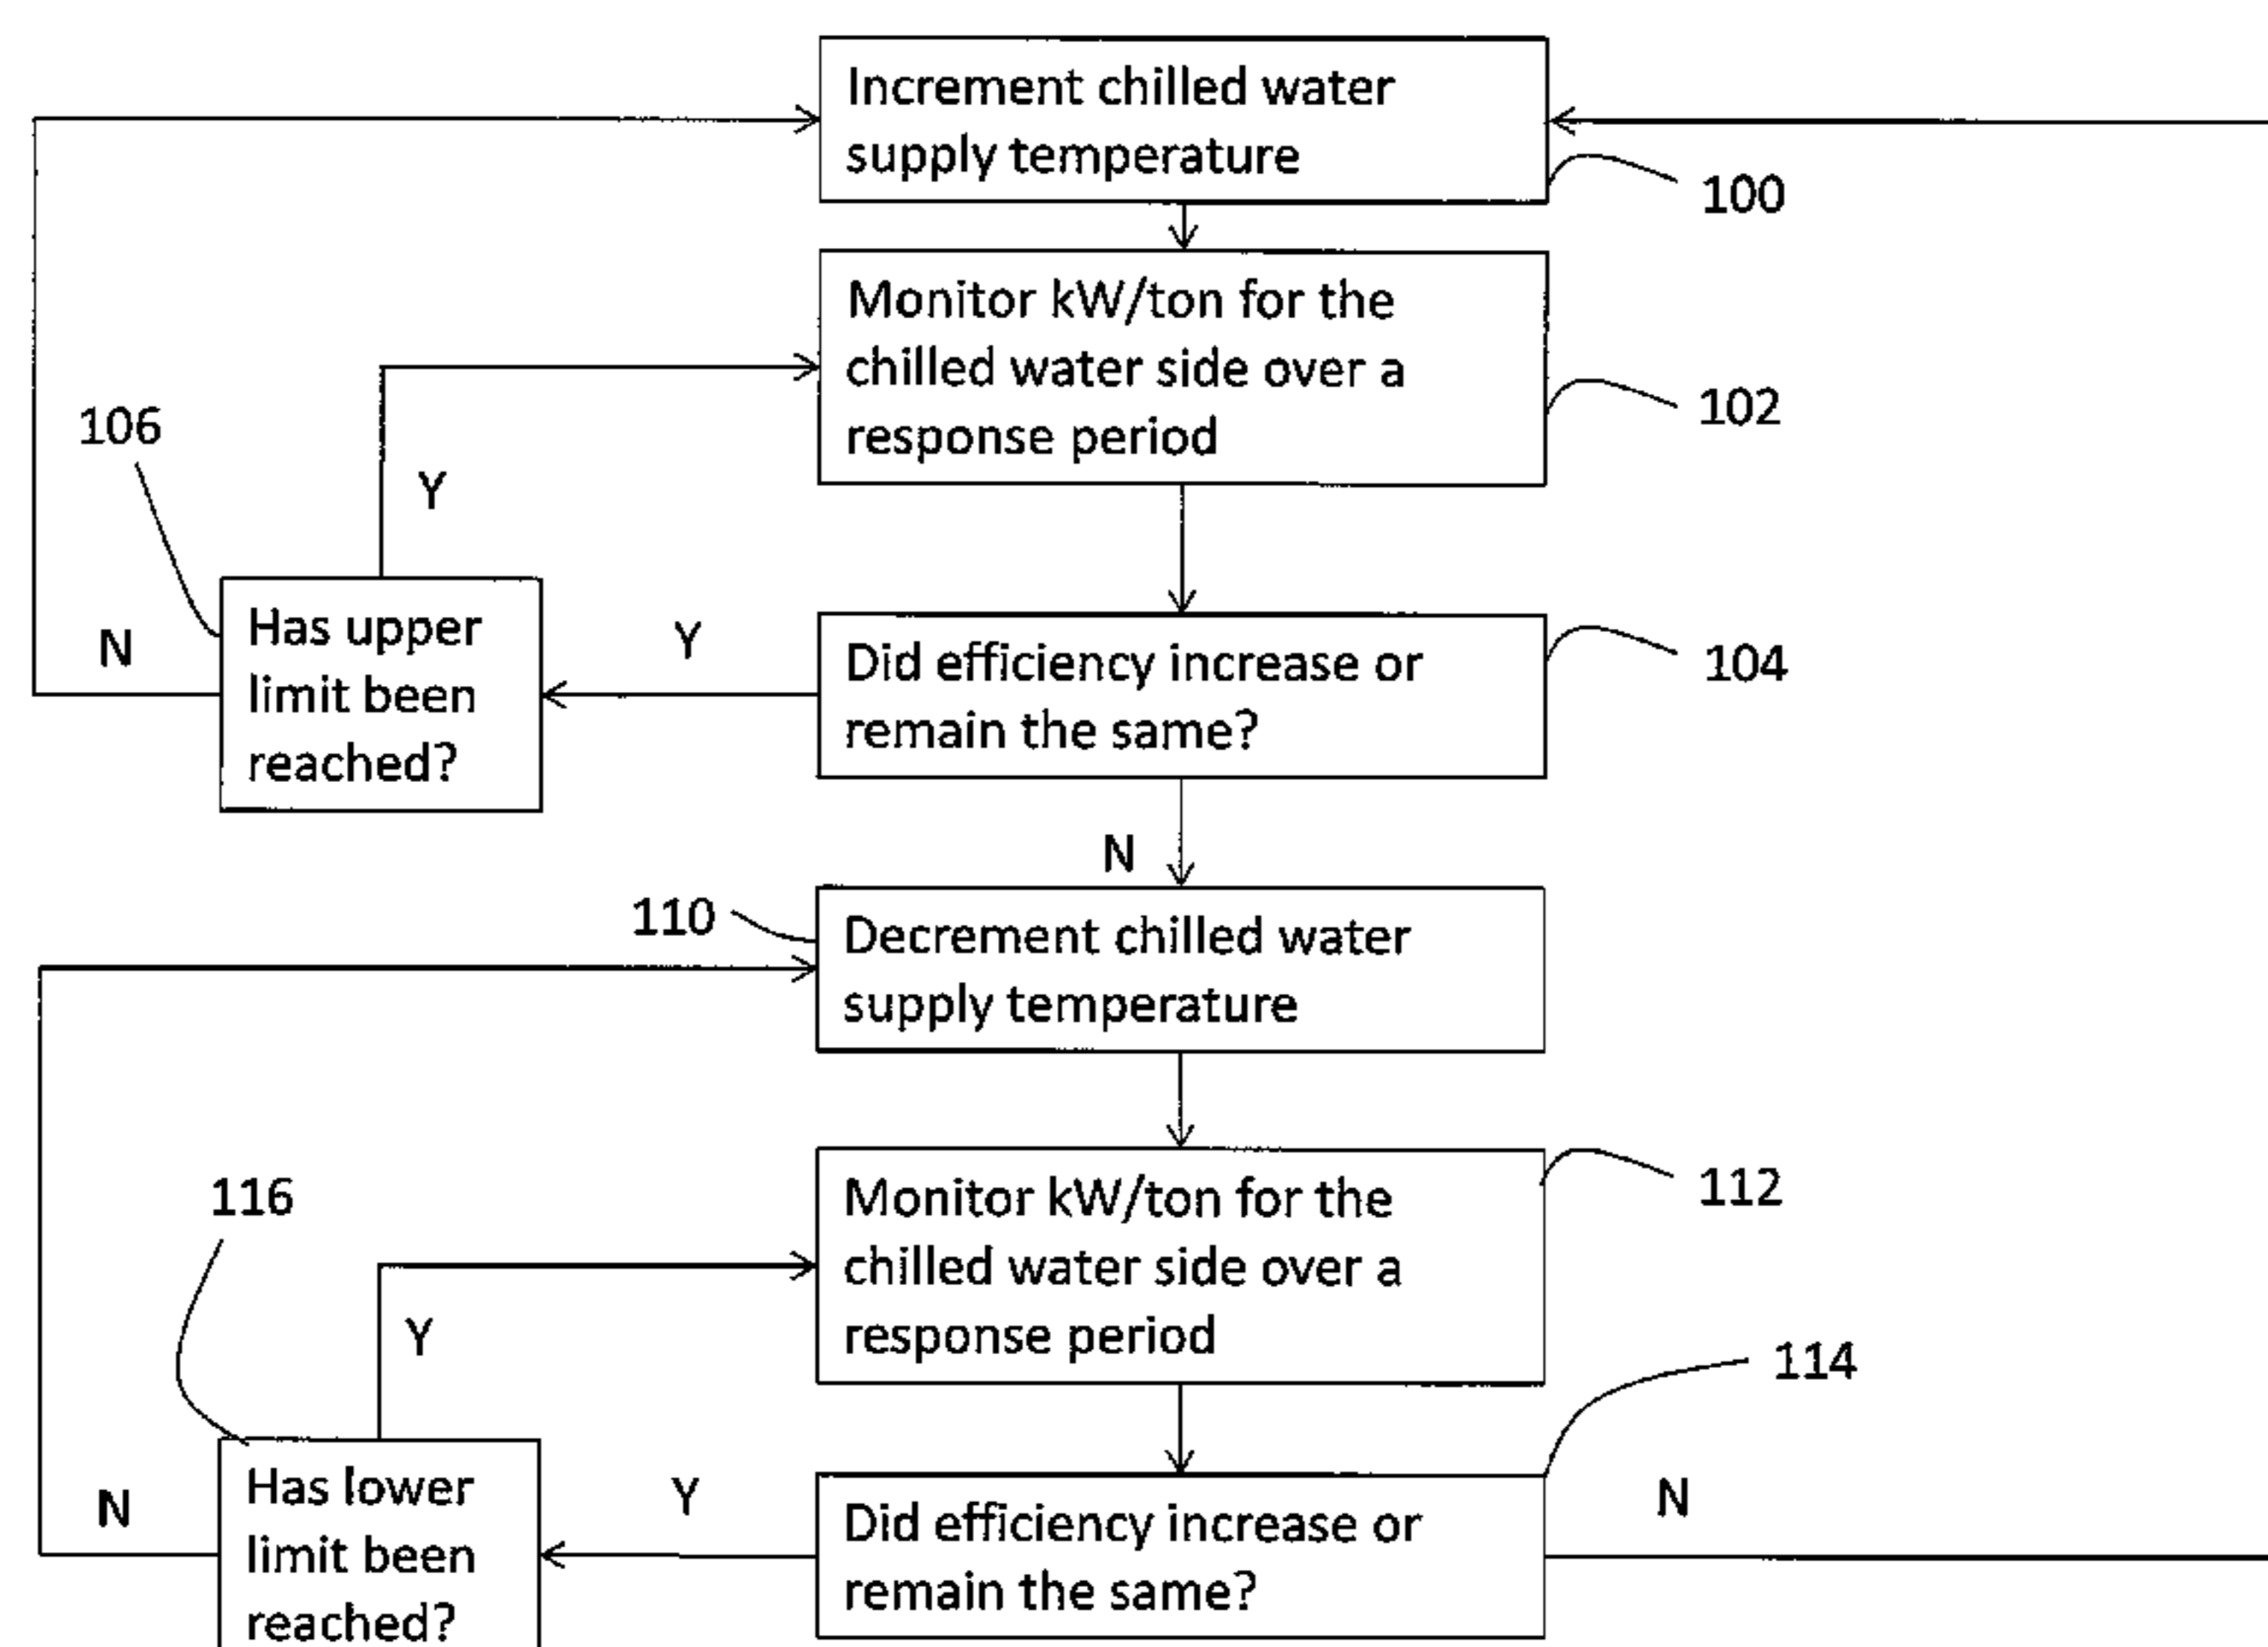 Increment chilled water
supply temperature
100
Monitor kW/ton for the
chilled water side over a
response period
102
106
Y
Has upper
limit been
reached?
N
Y
Did efficiency increase or
remain the same?
104
N
110
Decrement chilled water
supply temperature
Monitor kW/ton for the
chilled water side over a
response period
112
116
Y
114
Has lower
limit been
reached?
N
Y
Did efficiency increase or
remain the same?
N